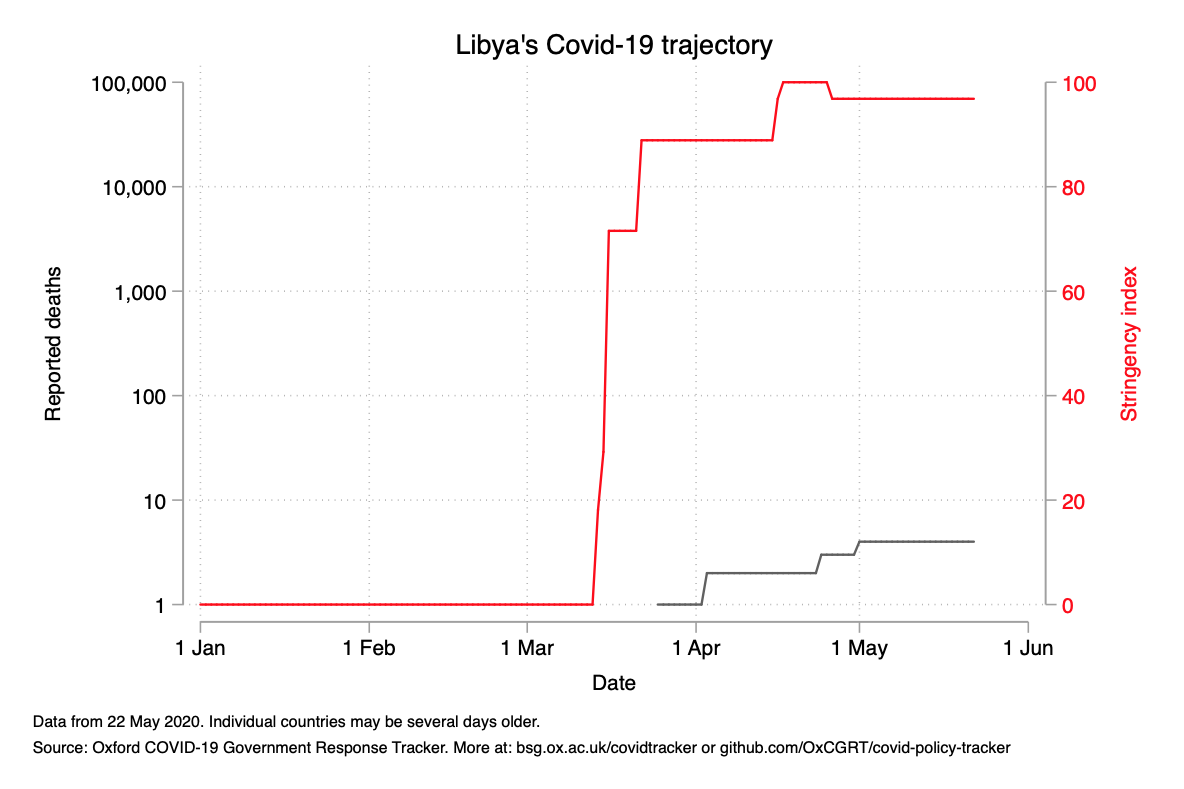 Libya's Covid-19 trajectory
100,000
10,000
1,000
100
10
1
Reported deaths
100
80
60
40
20
0
Stringency index
1 Jan 1 Feb 1 Mar 1 Apr 1 May 1 Jun
Date
Data from 22 May 2020. Individual countries may be several days older.
Source: Oxford COVID-19 Government Response Tracker. More at: bsg.ox.ac.uk/covidtracker or github.com/OxCGRT/covid-policy-tracker